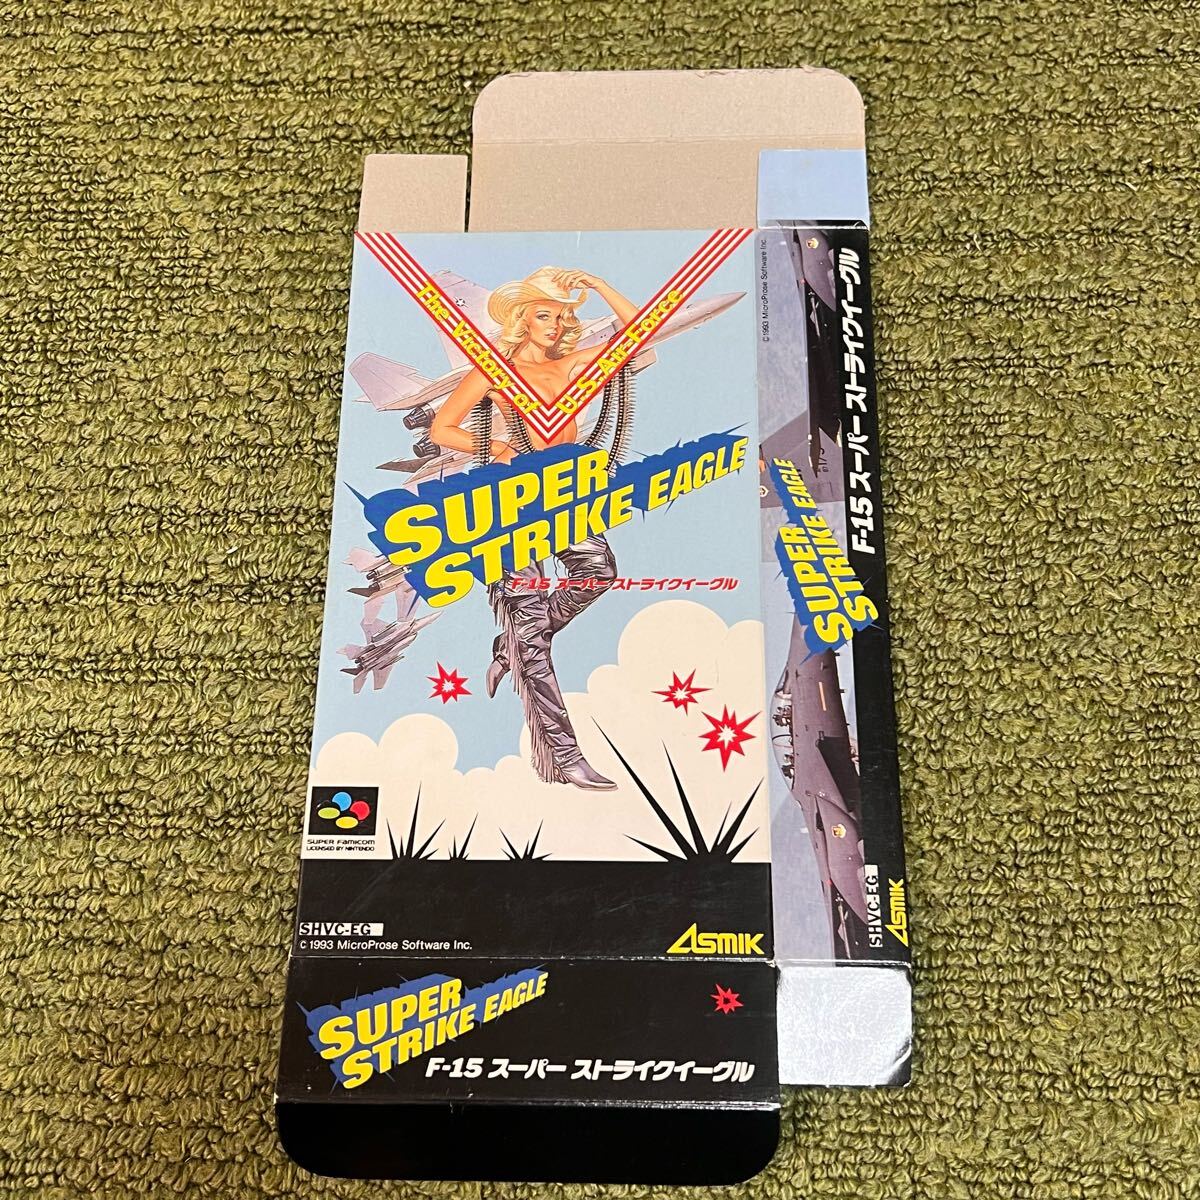 The Victory of
U.S. Air Force
SUPER
STRIKE EAGLE
F-15 スーパー ストライクイーグル
SUPER FAMICOM
LICENSED BY NINTENDO
SHVC-EG
© 1993 MicroProse Software Inc.
ASMIK
SUPER
STRIKE EAGLE
F-15 スーパー ストライクイーグル
©1993 MicroProse Software Inc.
F-15 スーパー ストライクイーグル
SUPER
STRIKE EAGLE
SHVC-EG
ASMIK